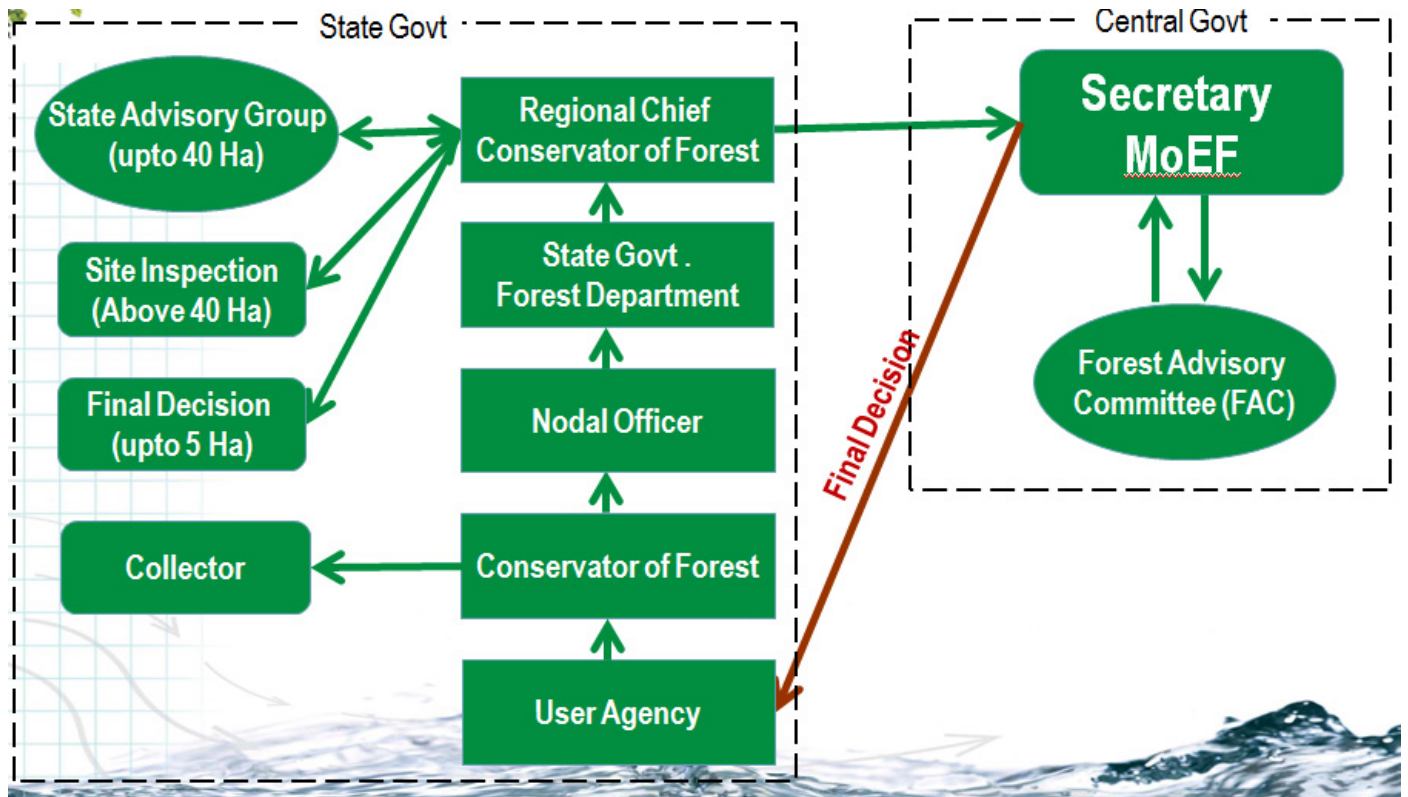 State Govt
Central Govt
State Advisory Group
(upto 40 Ha)
Regional Chief
Conservator of Forest
Secretary
MoEF
Site Inspection
(Above 40 Ha)
State Govt .
Forest Department
Final Decision
(upto 5 Ha)
Nodal Officer
Final Decision
Forest Advisory
Committee (FAC)
Collector
Conservator of Forest
User Agency